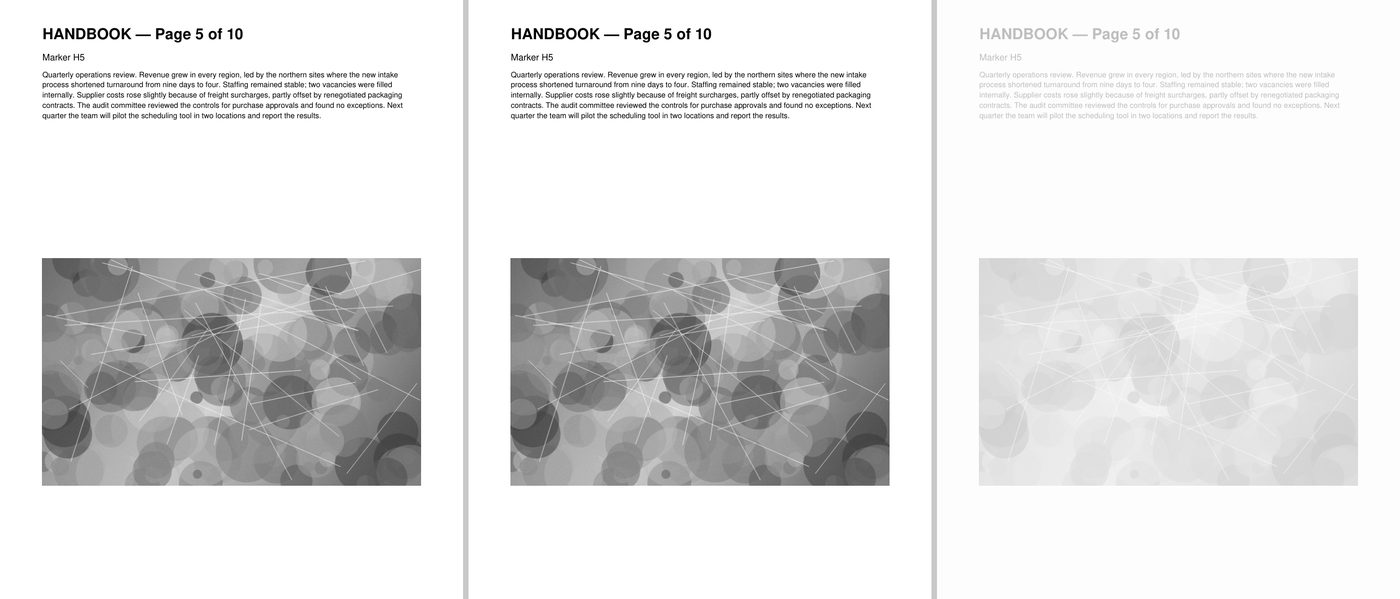 HANDBOOK — Page 5 of 10
Marker H5
Quarterly operations review. Revenue grew in every region, led by the northern sites where the new intake
process shortened turnaround from nine days to four. Staffing remained stable; two vacancies were filled
internally. Supplier costs rose slightly because of freight surcharges, partly offset by renegotiated packaging
contracts. The audit committee reviewed the controls for purchase approvals and found no exceptions. Next
quarter the team will pilot the scheduling tool in two locations and report the results.
HANDBOOK — Page 5 of 10
Marker H5
Quarterly operations review. Revenue grew in every region, led by the northern sites where the new intake
process shortened turnaround from nine days to four. Staffing remained stable; two vacancies were filled
internally. Supplier costs rose slightly because of freight surcharges, partly offset by renegotiated packaging
contracts. The audit committee reviewed the controls for purchase approvals and found no exceptions. Next
quarter the team will pilot the scheduling tool in two locations and report the results.
HANDBOOK — Page 5 of 10
Marker H5
Quarterly operations review. Revenue grew in every region, led by the northern sites where the new intake
process shortened turnaround from nine days to four. Staffing remained stable; two vacancies were filled
internally. Supplier costs rose slightly because of freight surcharges, partly offset by renegotiated packaging
contracts. The audit committee reviewed the controls for purchase approvals and found no exceptions. Next
quarter the team will pilot the scheduling tool in two locations and report the results.